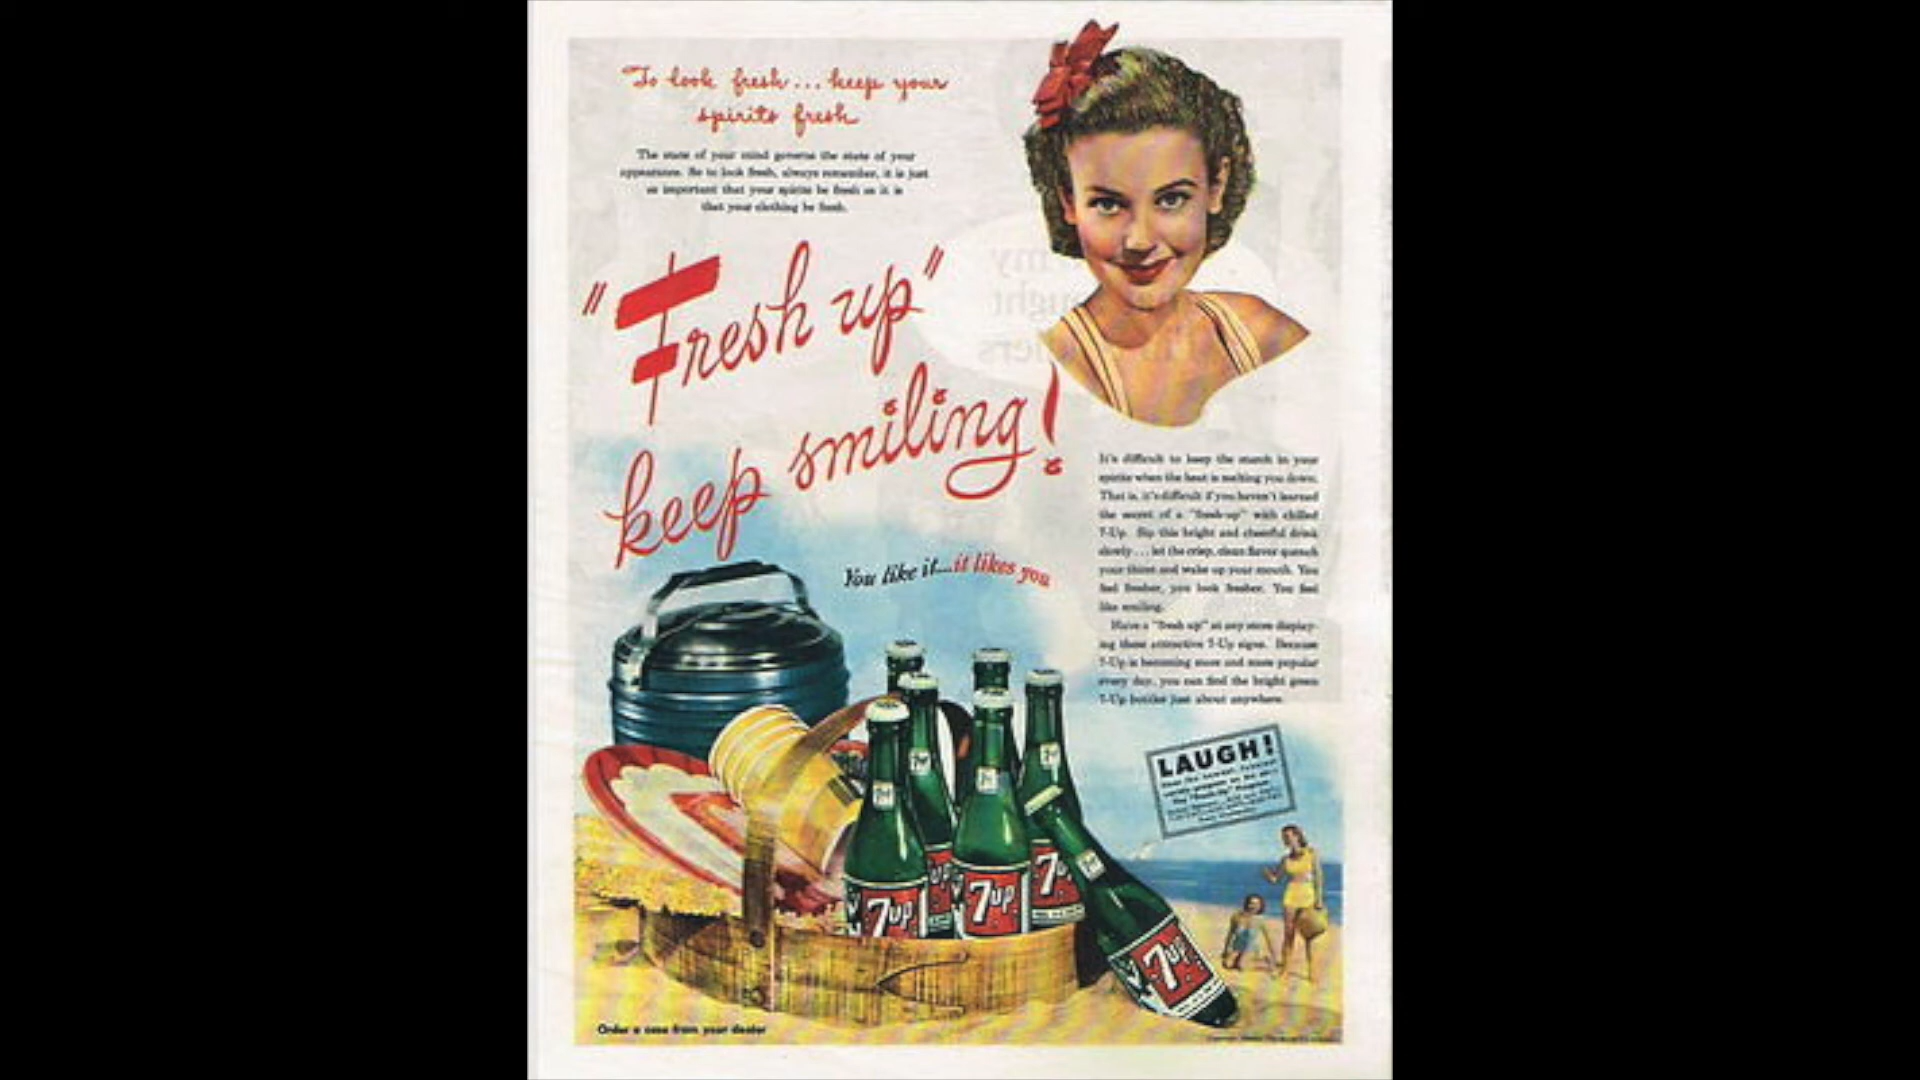 To look fresh... keep your
spirits fresh
The state of your mind governs the state of your
appearance. So to look fresh, always remember, it is just
as important that your spirits be fresh as it is
that your clothing be fresh.
"Fresh up"
keep smiling!
You like it...it likes you
It's difficult to keep the starch in your
spirits when the heat is melting you down.
That is, it's difficult if you haven't learned
the secret of a "fresh-up" with chilled
7-Up. Sip this bright and cheerful drink
slowly... let the crisp, clean flavor quench
your thirst and wake up your mouth. You
feel fresher, you look fresher. You feel
like smiling.
Have a "fresh up" at any store display-
ing these attractive 7-Up signs. Because
7-Up is becoming more and more popular
every day, you can find the bright green
7-Up bottles just about anywhere.
LAUGH!
7up
7up
7up
7up
Order a case from your dealer